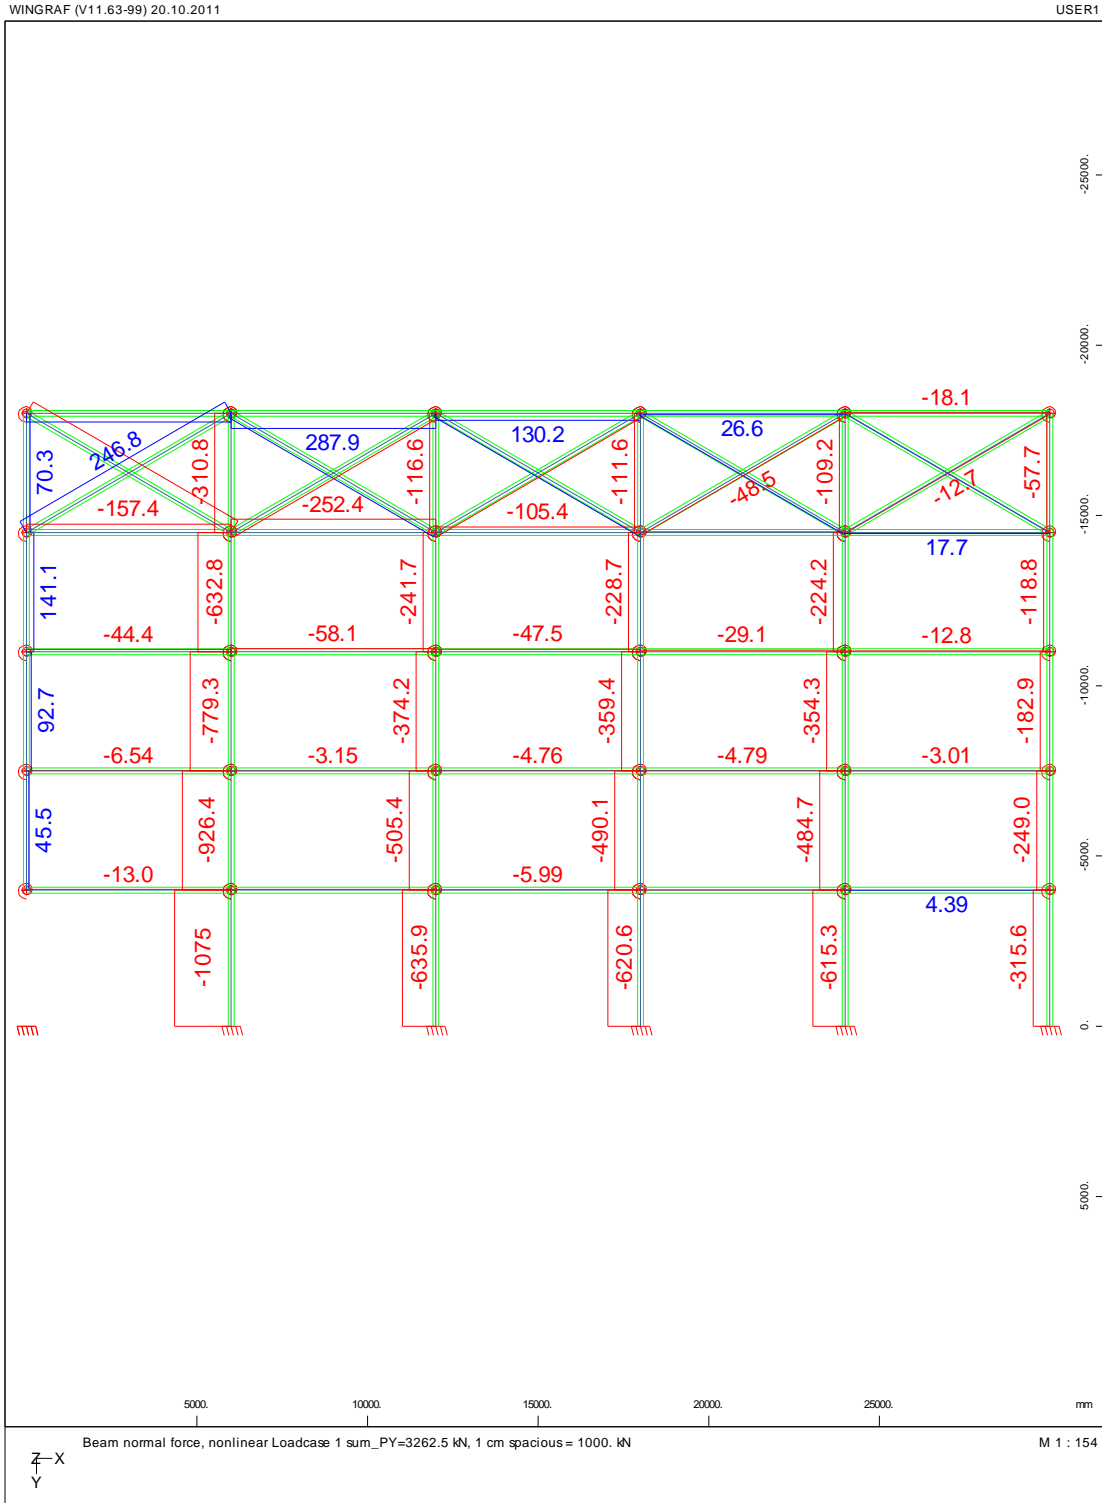 WINGRAF (V11.63-99) 20.10.2011 USER1
-25000.
-20000.
-18.1
246.8 287.9 130.2 26.6
70.3 -310.8 -116.6 -111.6 -48.5 -109.2 -12.7 -57.7
-157.4 -252.4 -105.4
-15000.
17.7
141.1 -632.8 -241.7 -228.7 -224.2 -118.8
-44.4 -58.1 -47.5 -29.1 -12.8
-10000.
92.7 -779.3 -374.2 -359.4 -354.3 -182.9
-6.54 -3.15 -4.76 -4.79 -3.01
45.5 -926.4 -505.4 -490.1 -484.7 -249.0
-5000.
-13.0 -5.99
4.39
-1075 -635.9 -620.6 -615.3 -315.6
0.
5000.
5000. 10000. 15000. 20000. 25000. mm
Beam normal force, nonlinear Loadcase 1 sum_PY=3262.5 kN, 1 cm spacious = 1000. kN M 1 : 154
Z X
Y